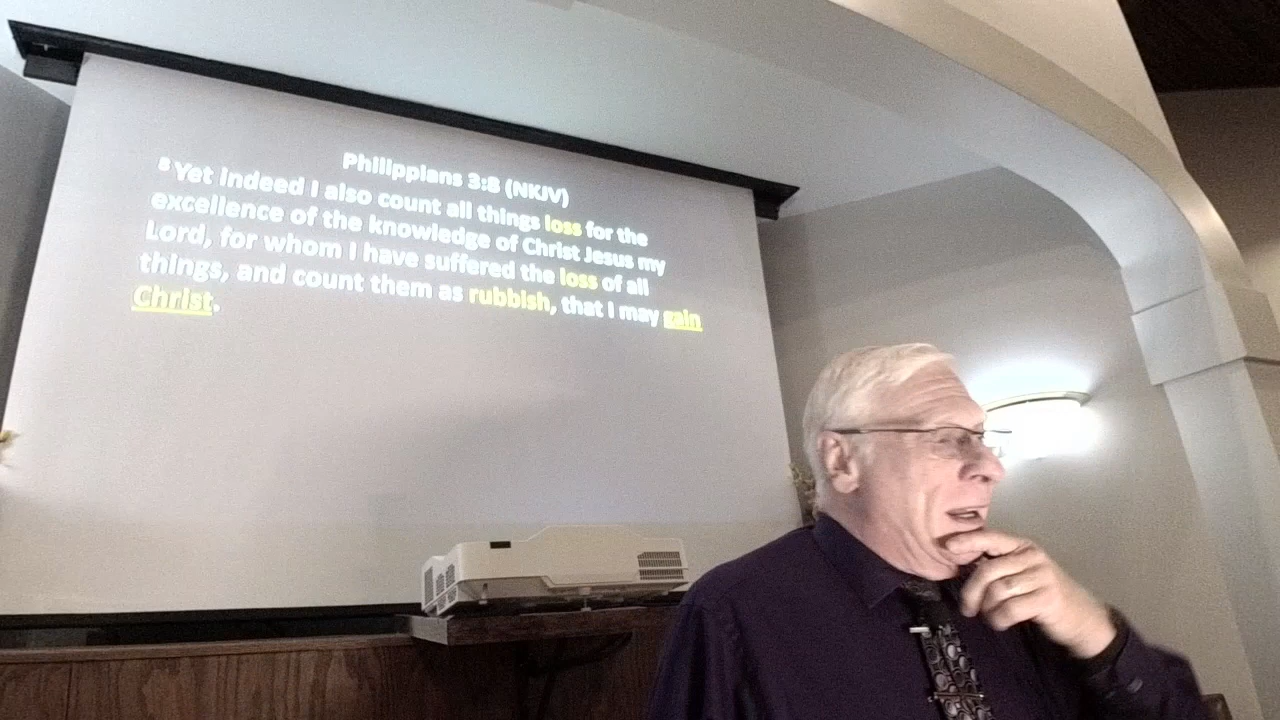 Philippians 3:8 (NKJV)
8 Yet indeed I also count all things loss for the
excellence of the knowledge of Christ Jesus my
Lord, for whom I have suffered the loss of all
things, and count them as rubbish, that I may gain
Christ.